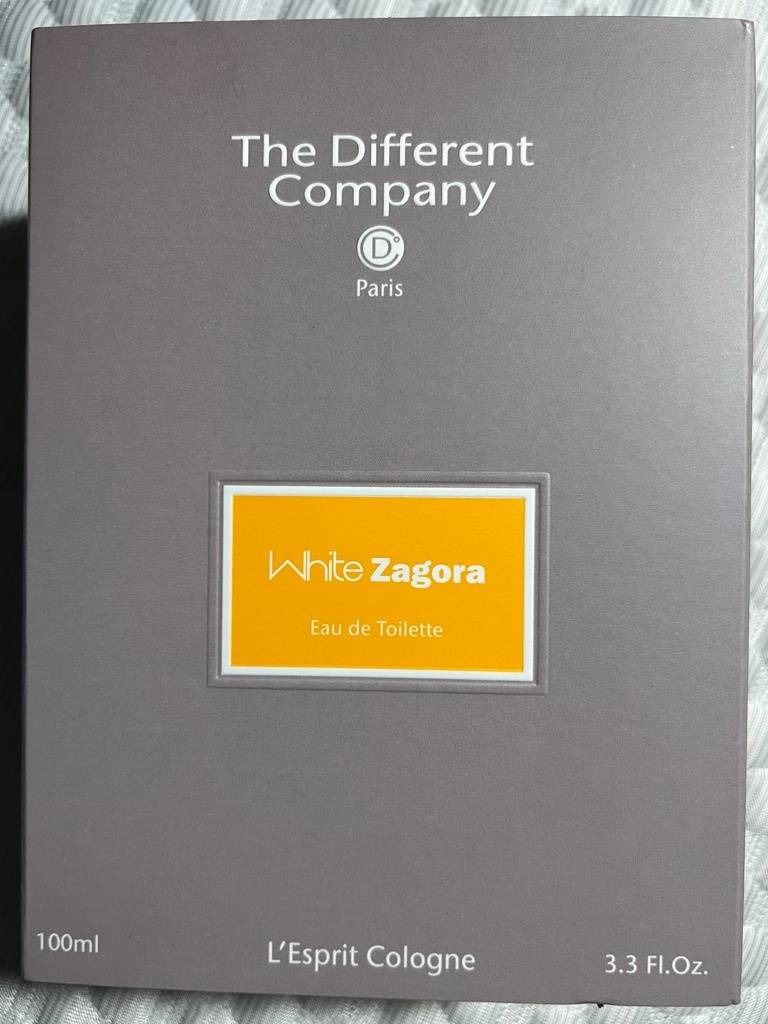 The Different
Company
D
Paris
White Zagora
Eau de Toilette
100ml
L'Esprit Cologne
3.3 Fl.Oz.